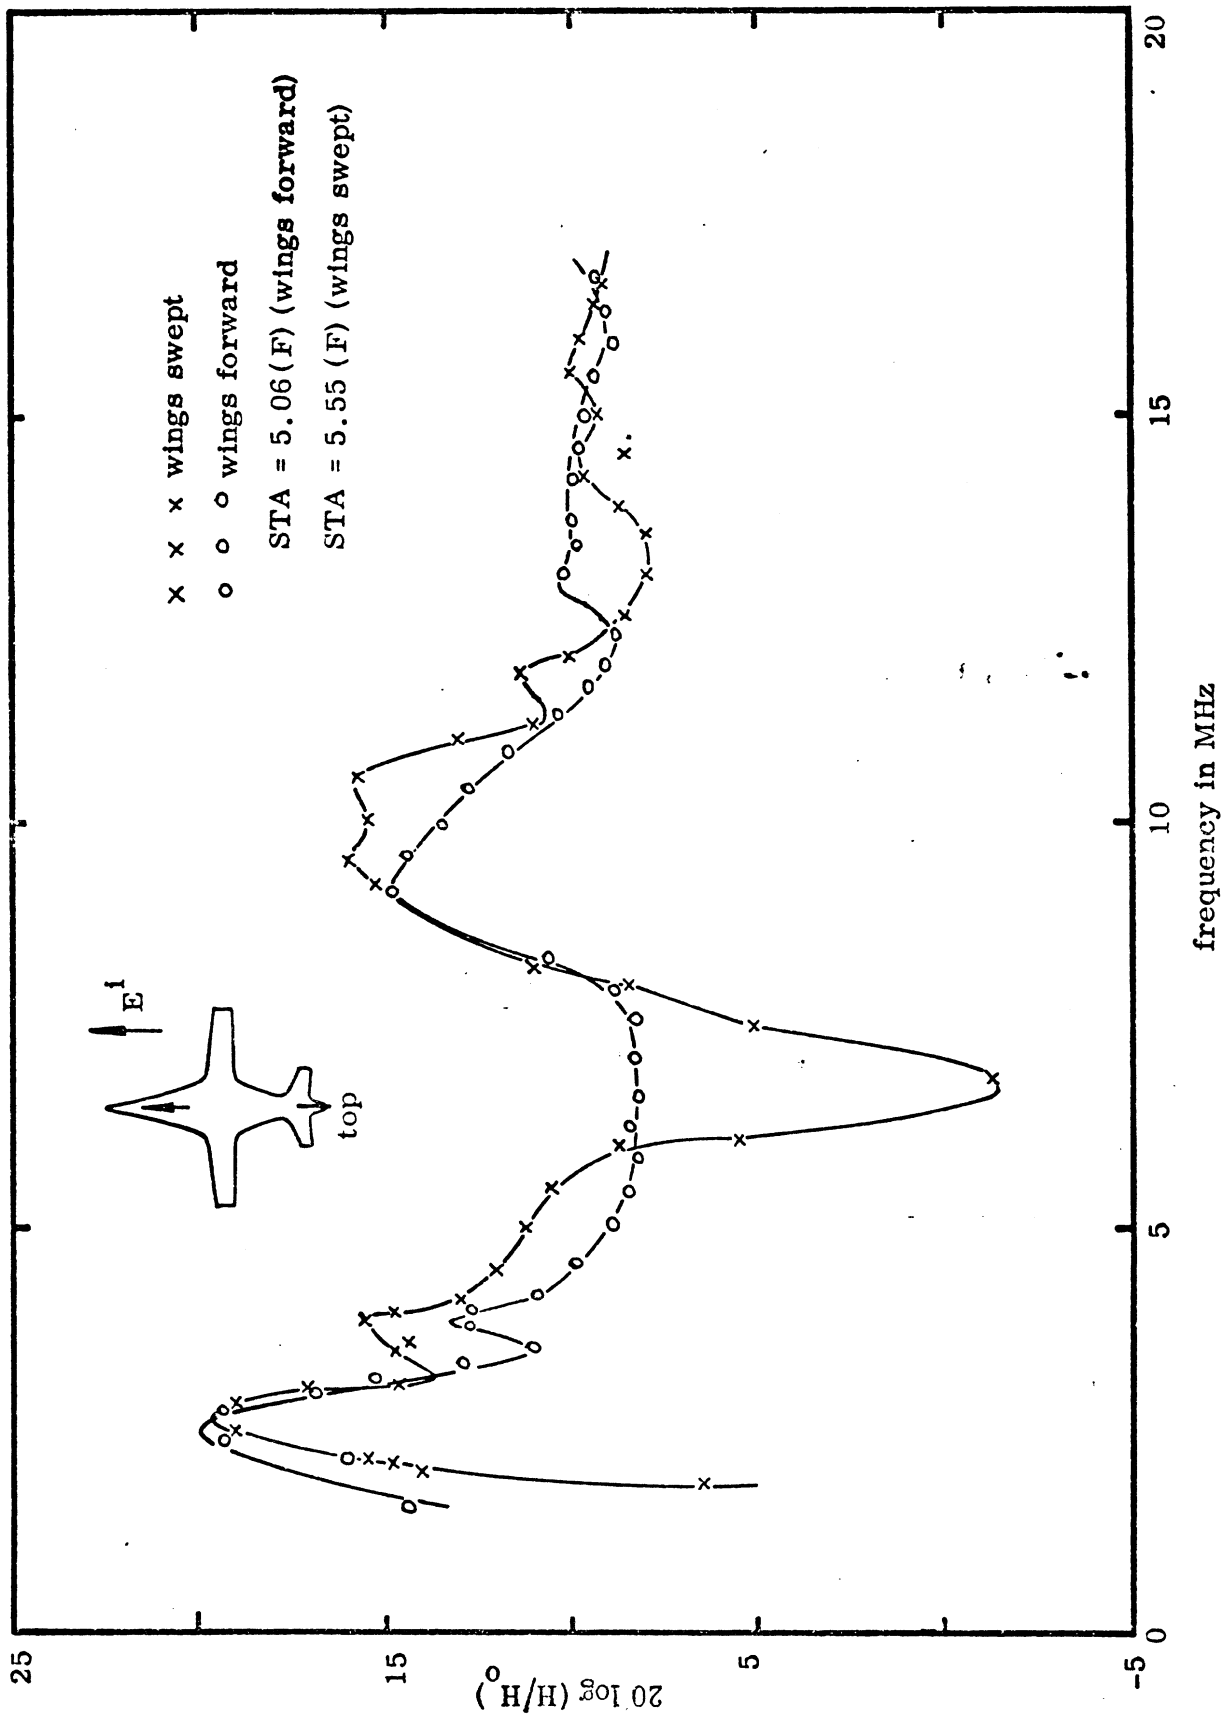 x x x wings swept
o o o wings forward
STA = 5.06(F) (wings forward)
STA = 5.55 (F) (wings swept)
E^i
top
25
15
5
-5
20 log (H/H_o)
0
5
10
15
20
frequency in MHz